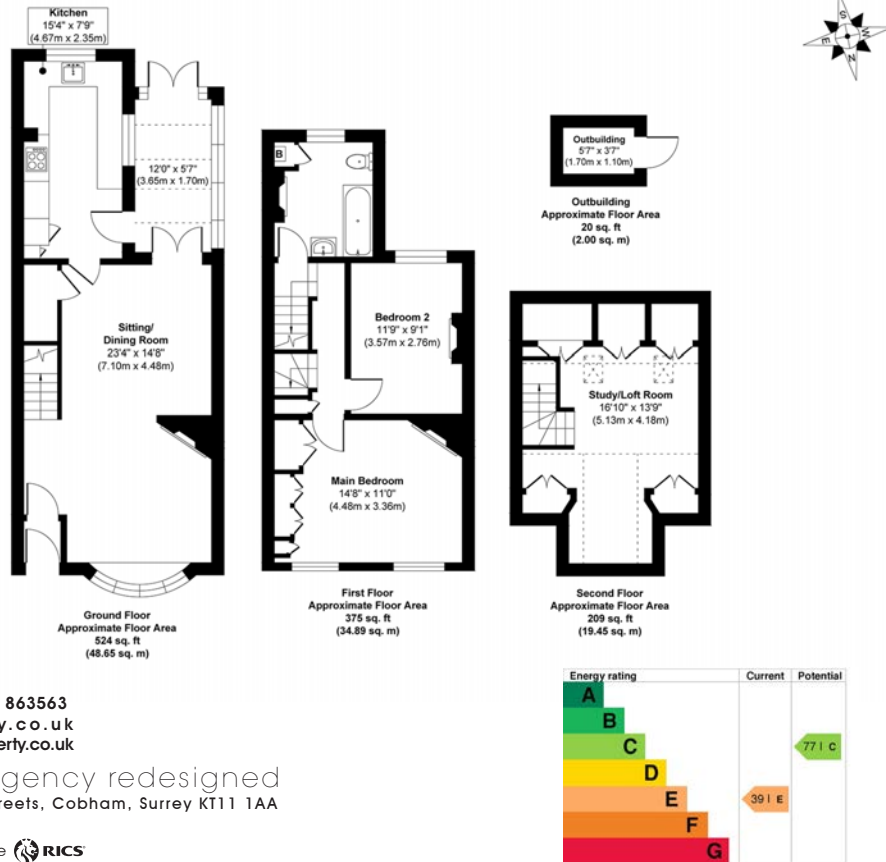 Kitchen
15'4" x 7'9"
(4.67m x 2.35m)
12'0" x 5'7"
(3.65m x 1.70m)
Sitting/
Dining Room
23'4" x 14'8"
(7.10m x 4.48m)
Ground Floor
Approximate Floor Area
524 sq. ft
(48.65 sq. m)
B
Bedroom 2
11'9" x 9'1"
(3.57m x 2.76m)
Main Bedroom
14'8" x 11'0"
(4.48m x 3.36m)
First Floor
Approximate Floor Area
375 sq. ft
(34.89 sq. m)
S
W
E
N
Outbuilding
5'7" x 3'7"
(1.70m x 1.10m)
Outbuilding
Approximate Floor Area
20 sq. ft
(2.00 sq. m)
Study/Loft Room
16'10" x 13'9"
(5.13m x 4.18m)
Second Floor
Approximate Floor Area
209 sq. ft
(19.45 sq. m)
863563
y.co.uk
erty.co.uk
gency redesigned
reets, Cobham, Surrey KT11 1AA
e RICS
Energy rating Current Potential
A
B
C 77 | C
D
E 39 | E
F
G